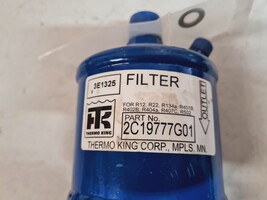 3E1325
V
FILTER
FOR R12, R22, R134a, R401B,
R402B, R404a, R407C, R502
OUTLET
TK
THERMO KING
PART No.
2C19777G01
THERMO KING CORP., MPLS. MN.